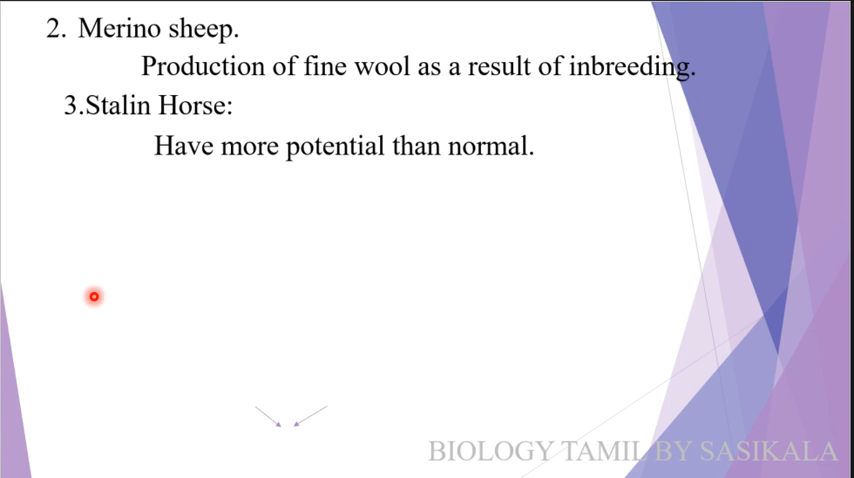 2. Merino sheep.
Production of fine wool as a result of inbreeding.
3.Stalin Horse:
Have more potential than normal.
BIOLOGY TAMIL BY SASIKALA